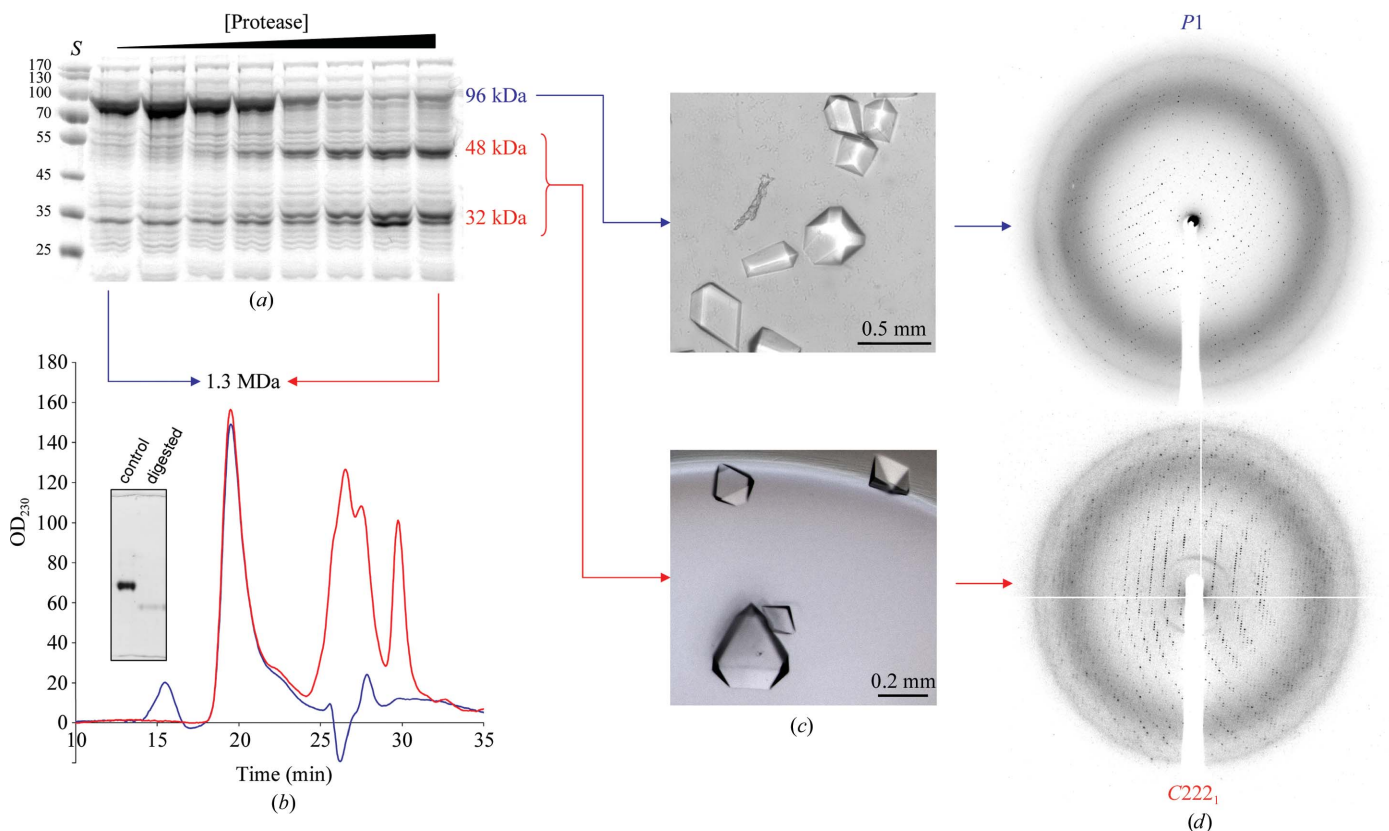 [Protease]
S
170
130
100
70
55
45
35
25
96 kDa
48 kDa
32 kDa
(a)
180
160
140
120
100
80
60
40
20
0
OD230
1.3 MDa
control
digested
10
15
20
25
30
35
Time (min)
(b)
0.5 mm
0.2 mm
(c)
P1
C2221
(d)